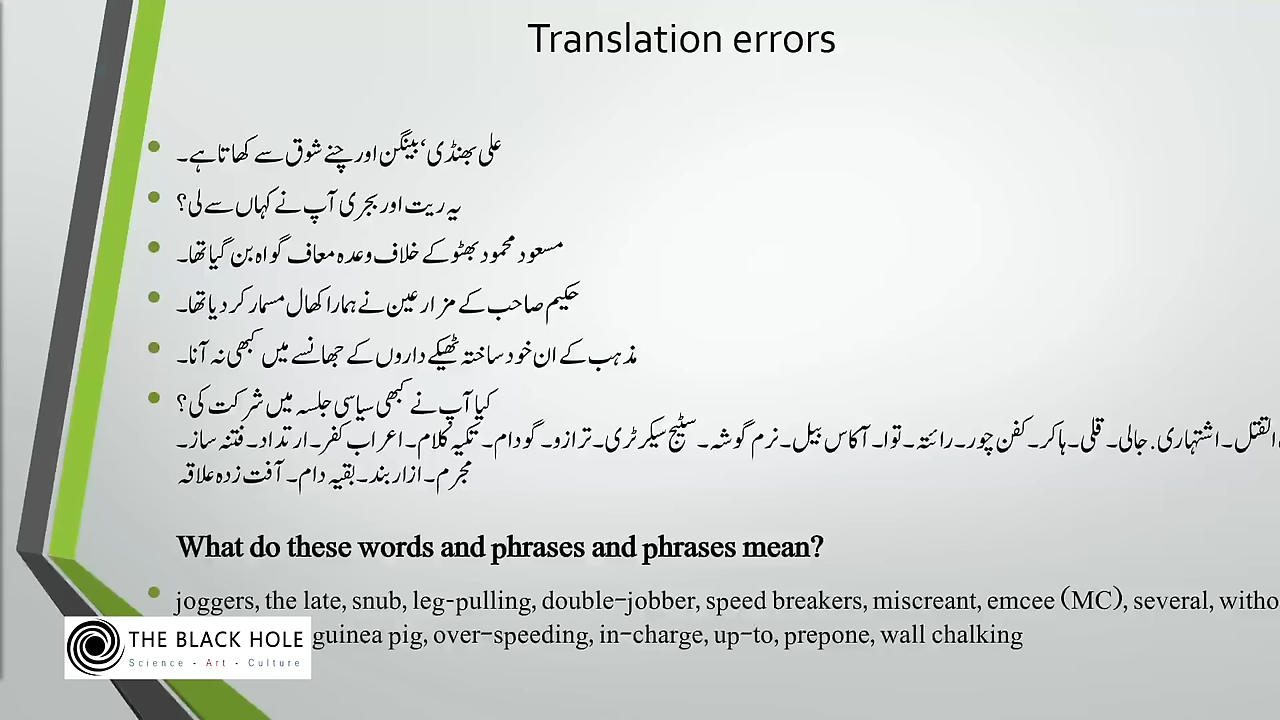 Translation errors
علی بھنڈی‘بینگن اور چنے شوق سے کھاتا ہے۔
یہ ریت اور بجری آپ نے کہاں سے لی؟
مسعود محمود بھٹو کے خلاف وعدہ معاف گواہ بن گیا تھا۔
حکیم صاحب کے مزارعین نے ہمارا کھال مسمار کر دیا تھا۔
مذہب کے ان خود ساختہ ٹھیکے داروں کے جھانسے میں کبھی نہ آنا۔
کیا آپ نے کبھی سیاسی جلسہ میں شرکت کی؟
القتل۔اشتہاری.جالی۔قلی۔ہاکر۔کفن چور۔رائتہ۔توا۔آکاس بیل۔نرم گوشہ۔سٹیج سیکرٹری۔ترازو۔گودام۔تکیہ کلام۔اعراب کفر۔ارتداد۔فتنہ ساز۔
مجرم۔ازار بند۔بقیہ دام۔آفت زدہ علاقہ
What do these words and phrases and phrases mean?
joggers, the late, snub, leg-pulling, double-jobber, speed breakers, miscreant, emcee (MC), several, witho
guinea pig, over-speeding, in-charge, up-to, prepone, wall chalking
THE BLACK HOLE
Science - Art - Culture